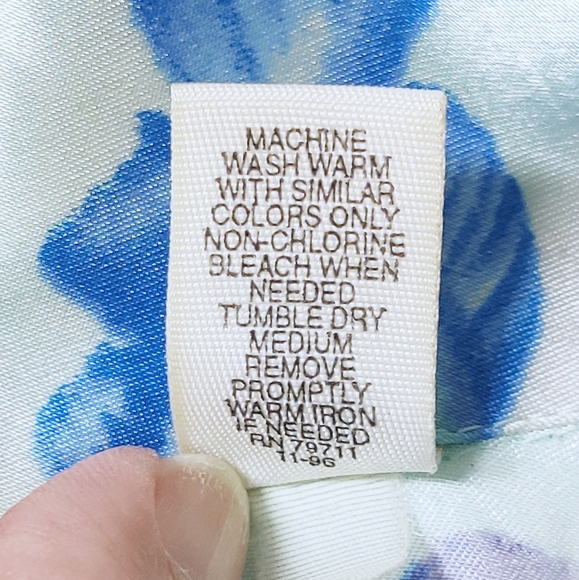 MACHINE
WASH WARM
WITH SIMILAR
COLORS ONLY
NON-CHLORINE
BLEACH WHEN
NEEDED
TUMBLE DRY
MEDIUM
REMOVE
PROMPTLY
WARM IRON
IF NEEDED
RN 79711
11-96